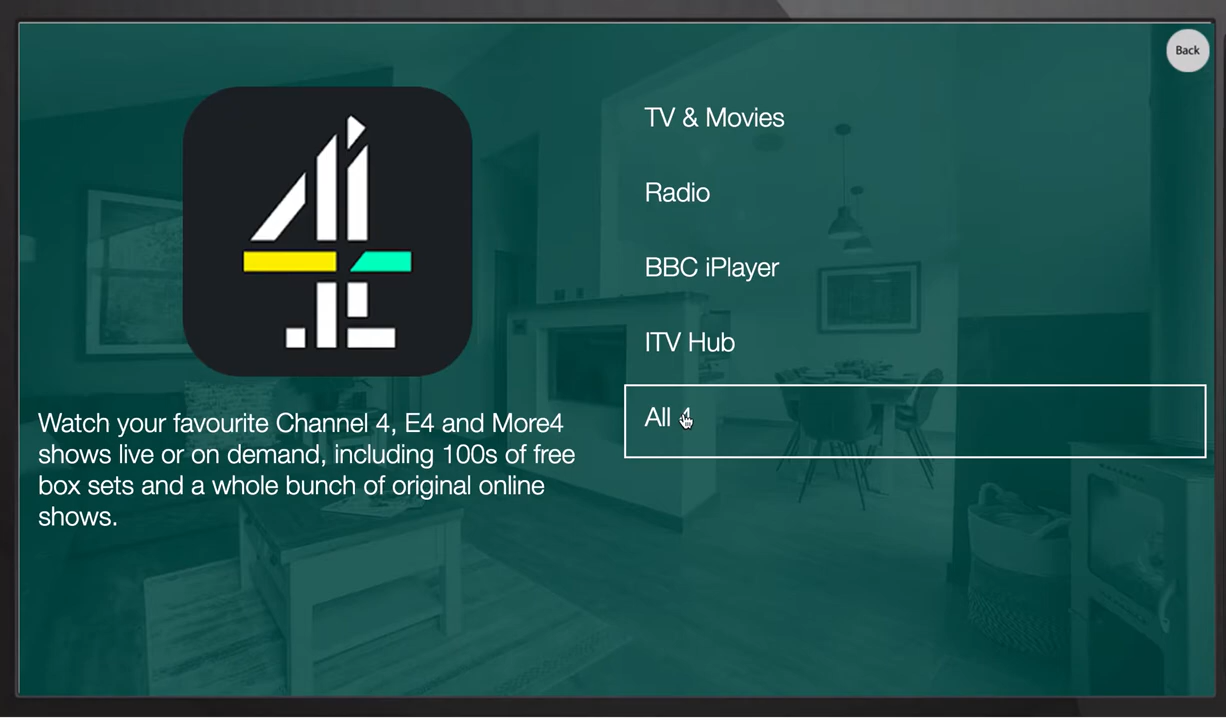 Back
TV & Movies
Radio
BBC iPlayer
ITV Hub
All 4
Watch your favourite Channel 4, E4 and More4
shows live or on demand, including 100s of free
box sets and a whole bunch of original online
shows.